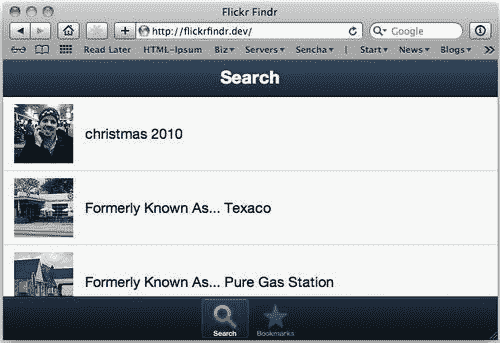 Flickr Findr
http://flickrfindr.dev/
Google
Read Later HTML-Ipsum Biz Servers Sencha Start News Blogs
Search
christmas 2010
Formerly Known As... Texaco
Formerly Known As... Pure Gas Station
Search Bookmarks